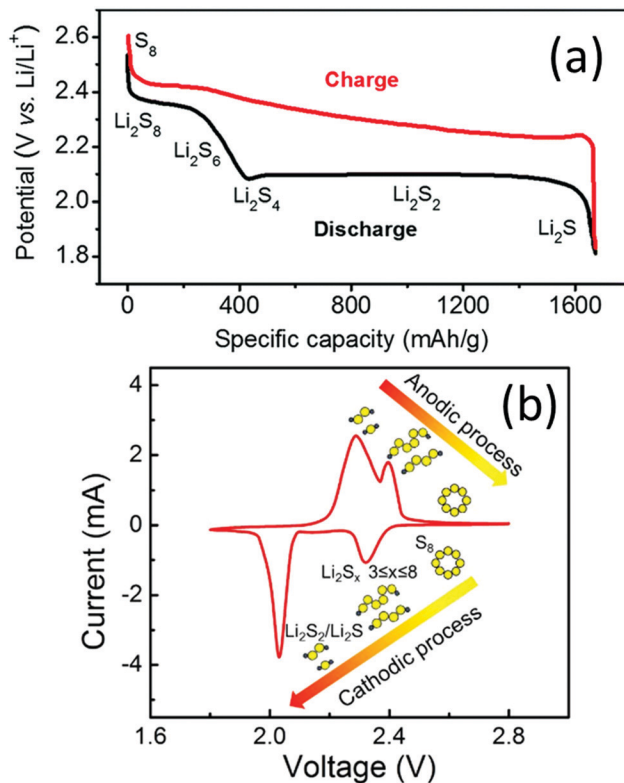 (a)
2.6
2.4
2.2
2.0
1.8
Potential (V vs. Li/Li⁺)
S₈
Charge
Li₂S₈
Li₂S₆
Li₂S₄
Li₂S₂
Li₂S
Discharge
0
400
800
1200
1600
Specific capacity (mAh/g)
(b)
4
2
0
-2
-4
Current (mA)
Anodic process
S₈
Li₂Sₓ 3≤x≤8
Li₂S₂/Li₂S
Cathodic process
1.6
2.0
2.4
2.8
Voltage (V)